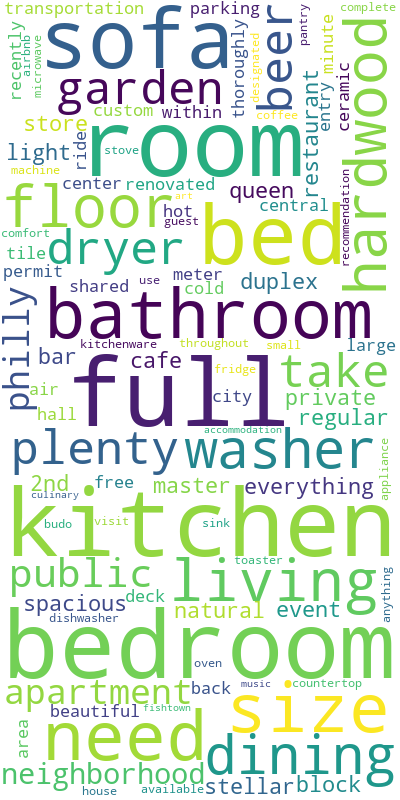 transportation
parking
complete
recently
airbnb
microwave
sofa
beer
pantry
garden
thoroughly
designated
minute
hardwood
custom
within
store
coffee
restaurant
entry
ceramic
room
light
ride
stove
machine
center
renovated
queen
central
recommendation
floor
hot
art
guest
bed
comfort
tile
dryer
permit
shared
cold
meter
use
duplex
philly
bathroom
kitchenware
throughout
small
large
bar
cafe
fridge
take
air
full
city
private
hall
regular
accommodation
plenty
washer
appliance
2nd
free
master
everything
culinary
kitchen
budo
visit
sink
public
living
toaster
anything
spacious
deck
natural
event
dishwasher
bedroom
oven
music
countertop
apartment
back
size
beautiful
fishtown
area
need
dining
neighborhood
stellar
block
house
available